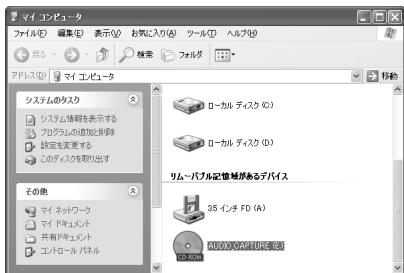 マイ コンピュータ
ファイル(F) 編集(E) 表示(V) お気に入り(A) ツール(T) ヘルプ(H)
戻る 検索 フォルダ
アドレス(D) マイ コンピュータ 移動
システムのタスク
システム情報を表示する
プログラムの追加と削除
設定を変更する
このディスクを取り出す
その他
マイ ネットワーク
マイ ドキュメント
共有ドキュメント
コントロール パネル
ローカル ディスク (C:)
ローカル ディスク (D:)
リムーバブル記憶域があるデバイス
3.5 インチ FD (A:)
CD-ROM
AUDIO_CAPTURE (E:)